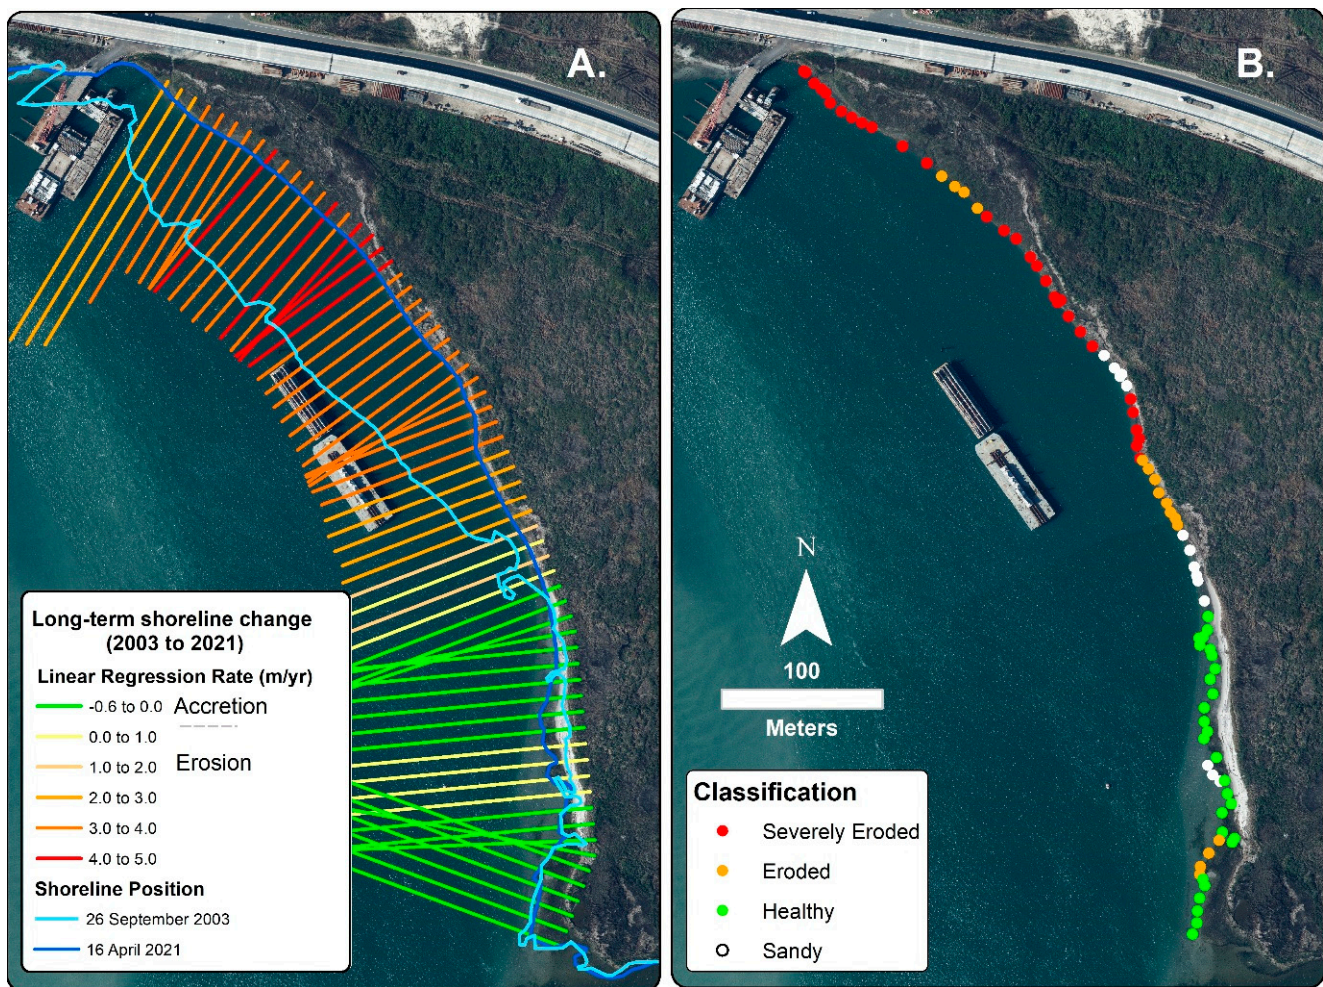 A.
Long-term shoreline change
(2003 to 2021)
Linear Regression Rate (m/yr)
-0.6 to 0.0 Accretion
0.0 to 1.0
1.0 to 2.0 Erosion
2.0 to 3.0
3.0 to 4.0
4.0 to 5.0
Shoreline Position
26 September 2003
16 April 2021
B.
N
100
Meters
Classification
Severely Eroded
Eroded
Healthy
Sandy